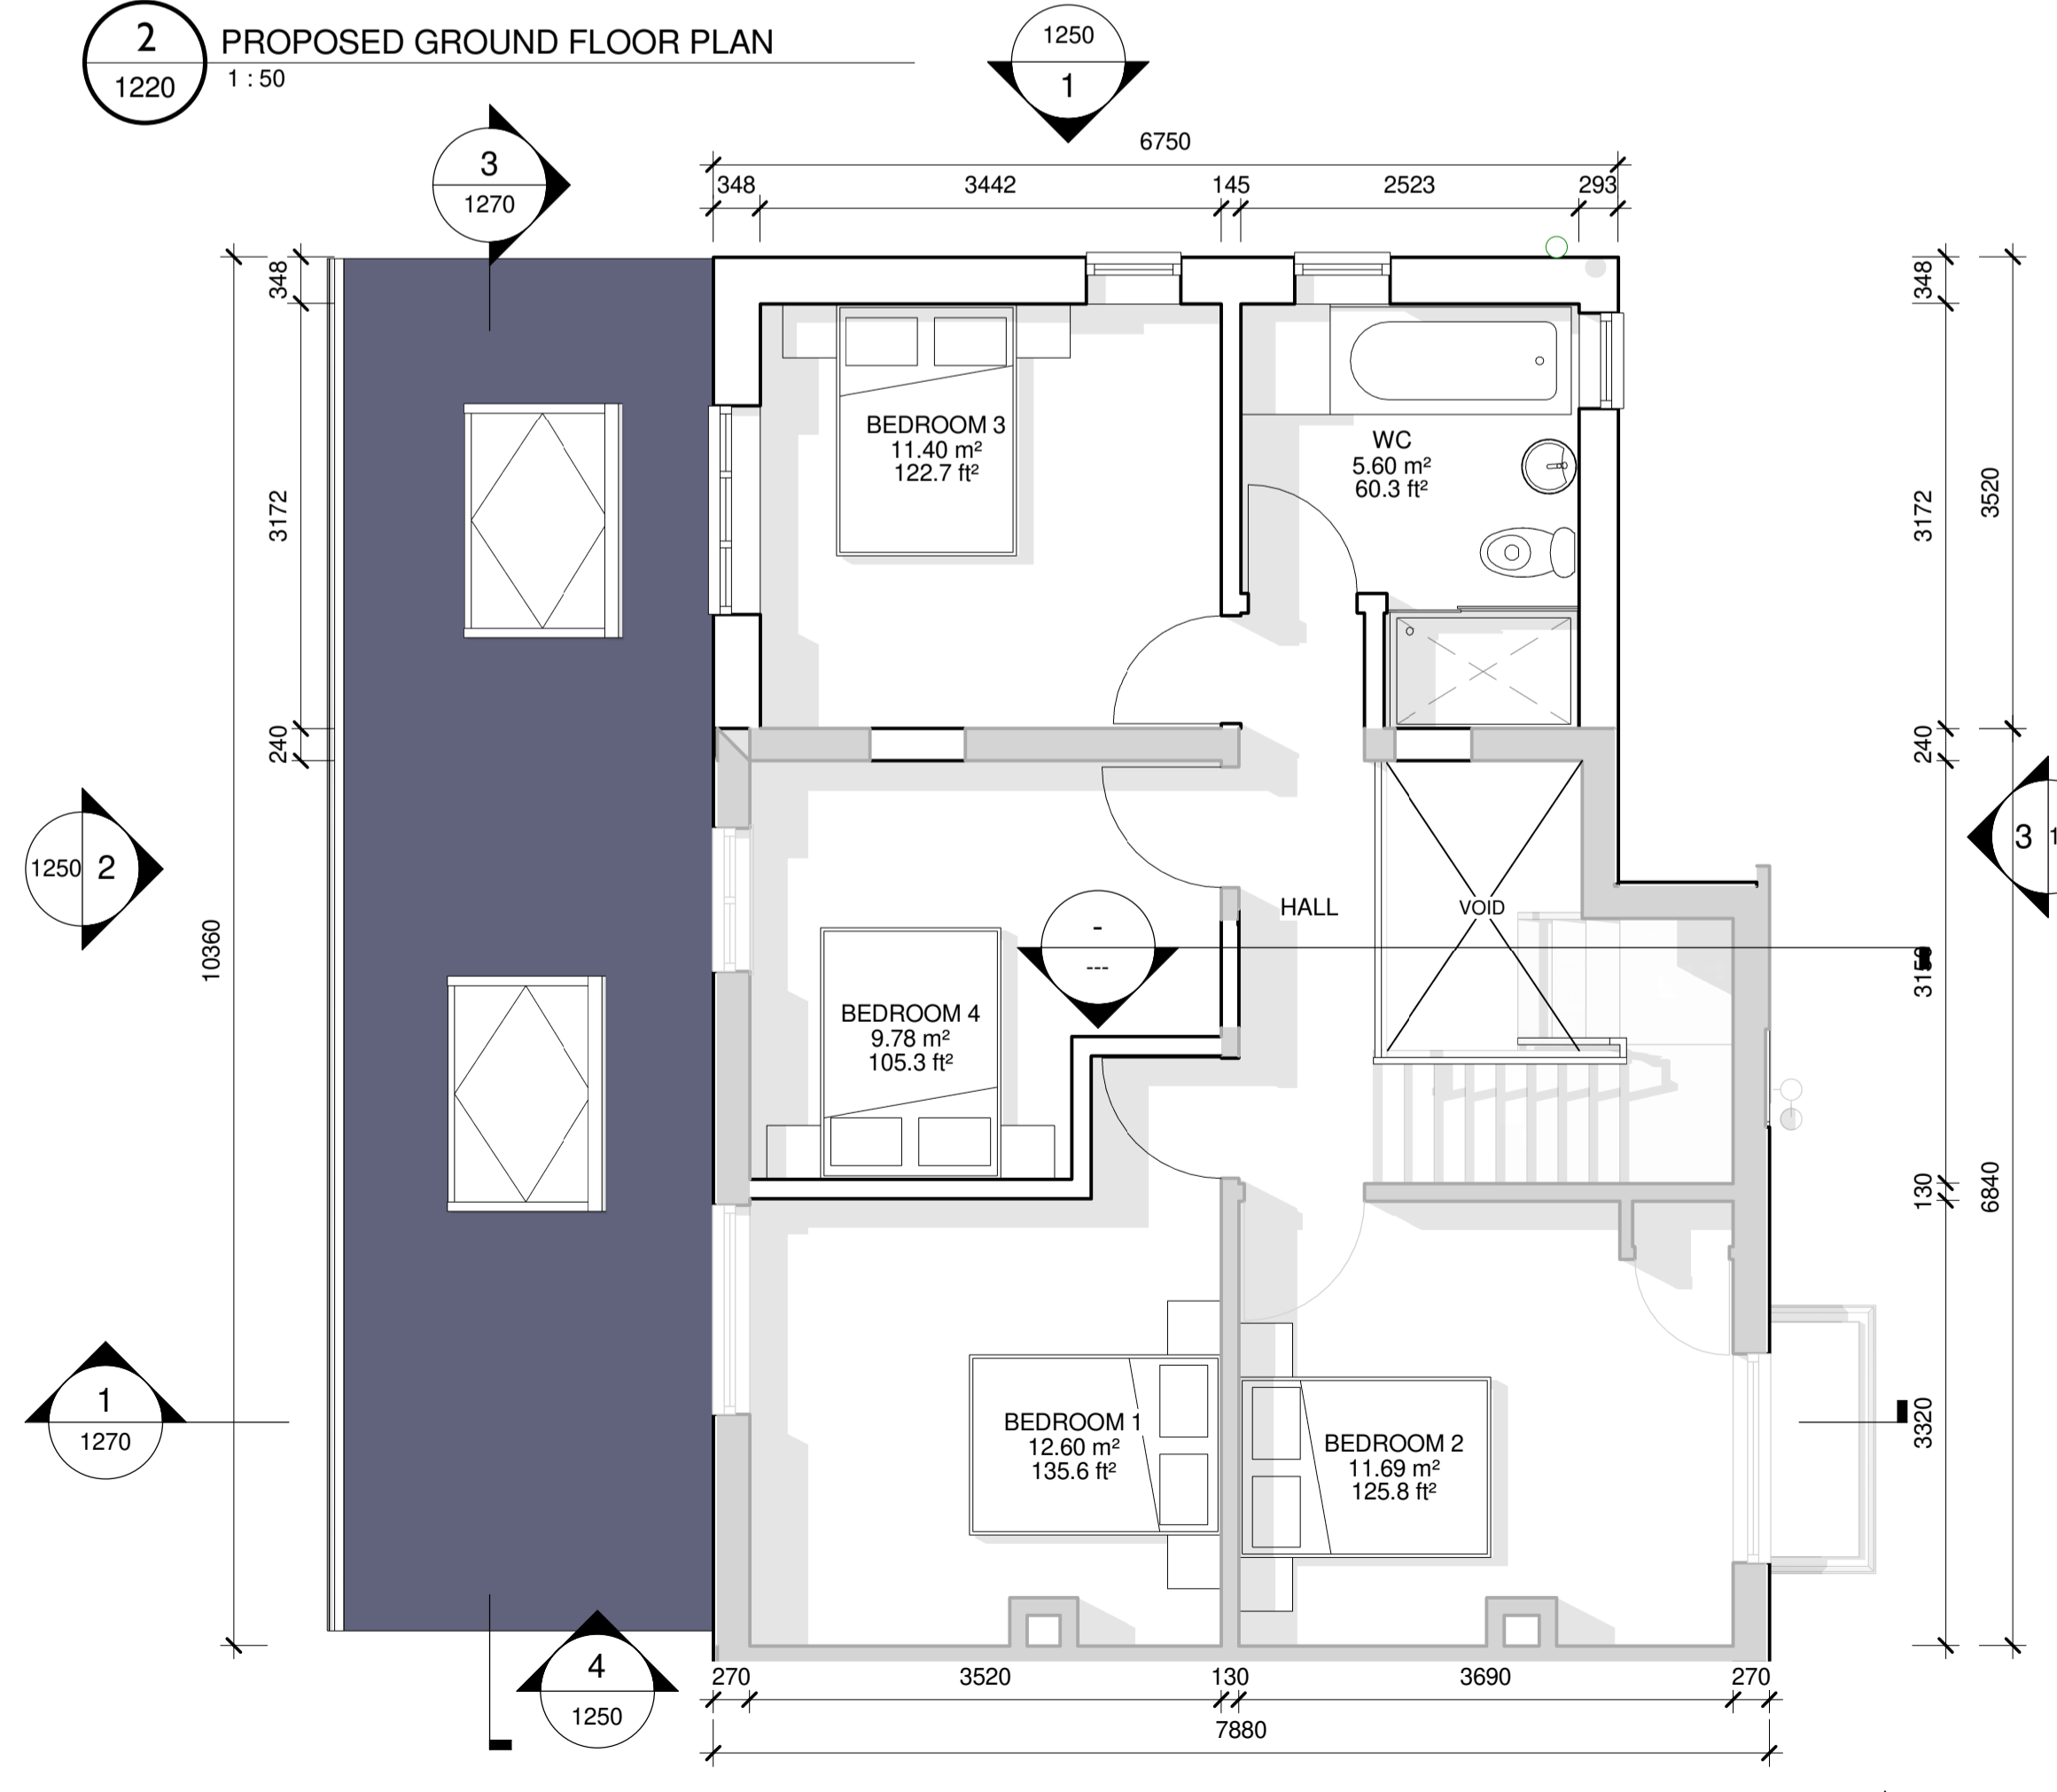 2
1220
PROPOSED GROUND FLOOR PLAN
1 : 50
1250
1
3
1270
6750
348
3442
145
2523
293
348
3172
240
10360
348
3172
240
3520
BEDROOM 3
11.40 m²
122.7 ft²
WC
5.60 m²
60.3 ft²
1250
2
3
HALL
VOID
-
---
BEDROOM 4
9.78 m²
105.3 ft²
130
6840
3320
1
1270
BEDROOM 1
12.60 m²
135.6 ft²
BEDROOM 2
11.69 m²
125.8 ft²
4
1250
270
3520
130
3690
270
7880